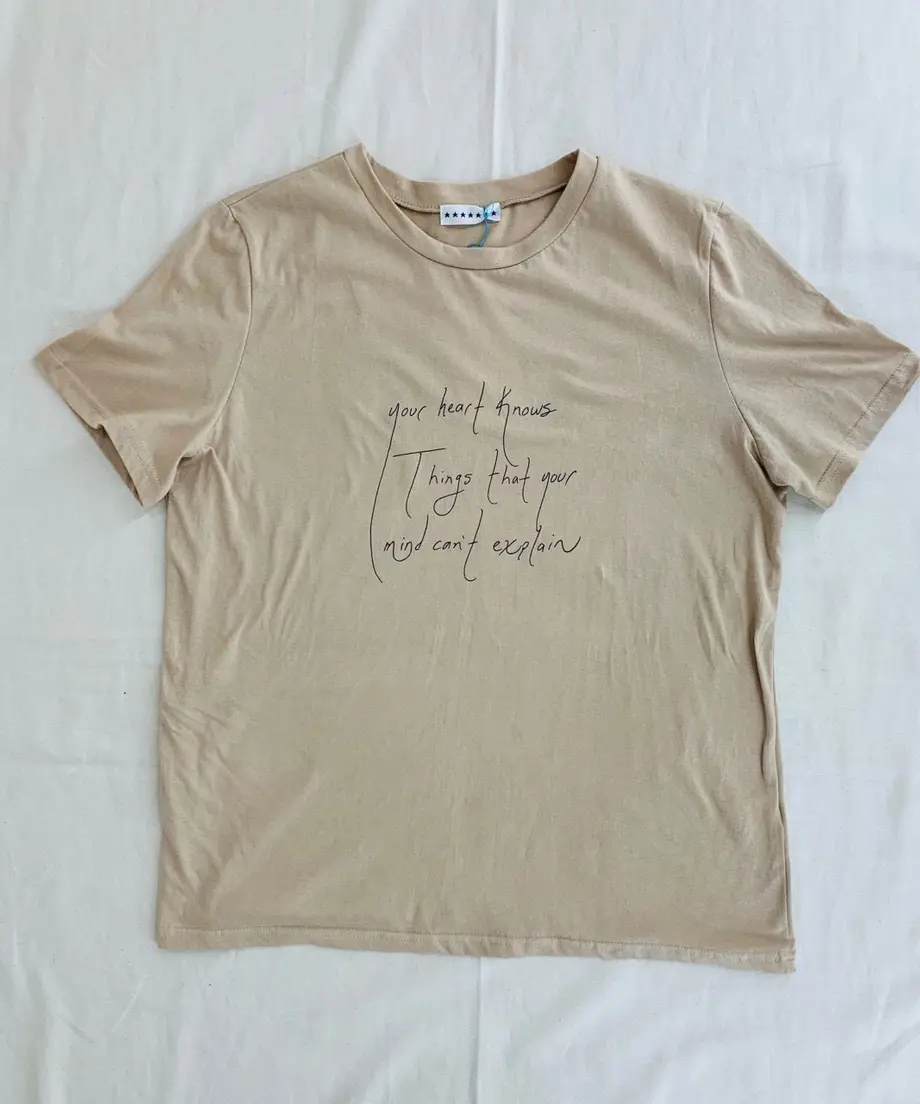 your heart knows
Things that your
mind can't explain